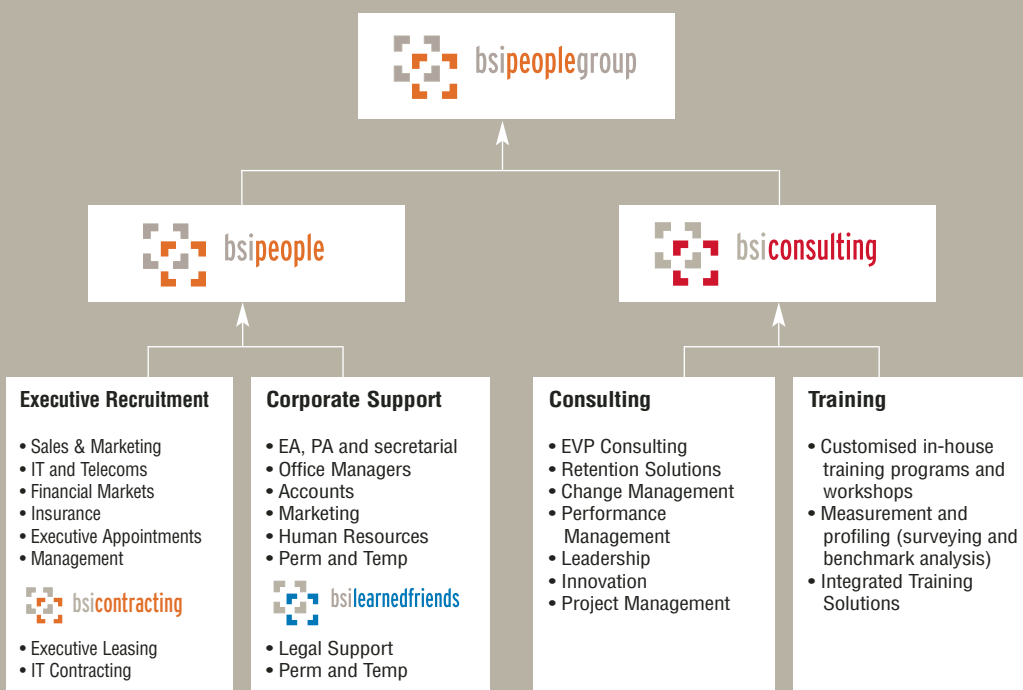 bsipeoplegroup
bsipeople
bsiconsulting
Executive Recruitment
• Sales & Marketing
• IT and Telecoms
• Financial Markets
• Insurance
• Executive Appointments
• Management
bsicontracting
• Executive Leasing
• IT Contracting
Corporate Support
• EA, PA and secretarial
• Office Managers
• Accounts
• Marketing
• Human Resources
• Perm and Temp
bsilearnedfriends
• Legal Support
• Perm and Temp
Consulting
• EVP Consulting
• Retention Solutions
• Change Management
• Performance
Management
• Leadership
• Innovation
• Project Management
Training
• Customised in-house
training programs and
workshops
• Measurement and
profiling (surveying and
benchmark analysis)
• Integrated Training
Solutions